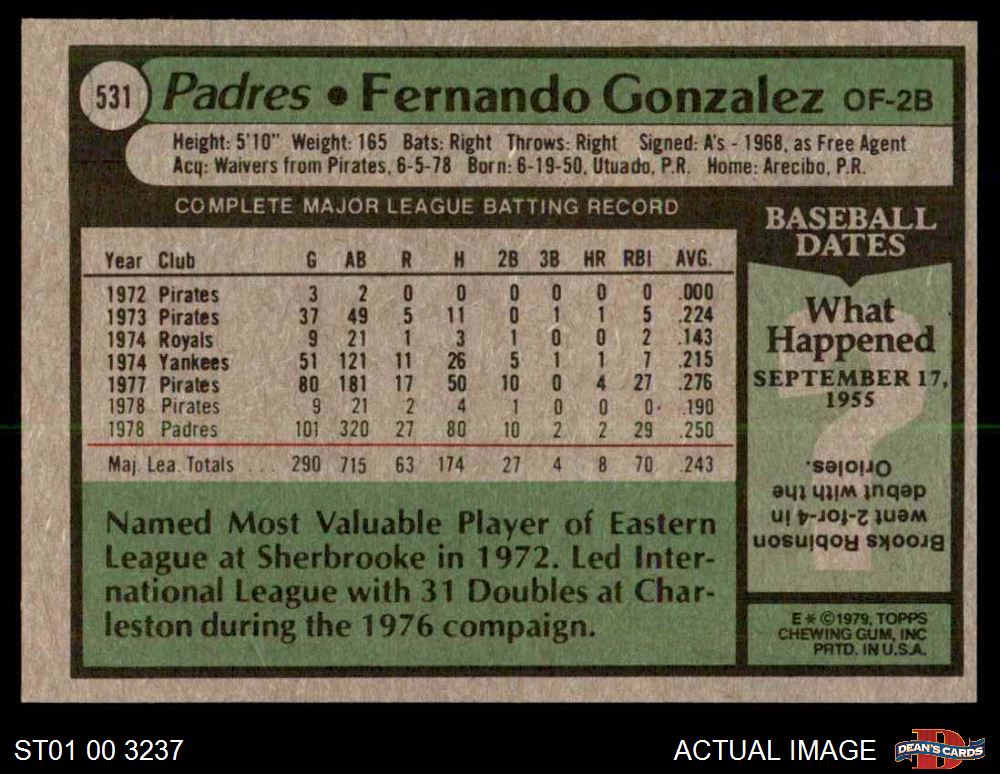 531 Padres • Fernando Gonzalez OF-2B
Height: 5'10" Weight: 165 Bats: Right Throws: Right Signed: A's - 1968, as Free Agent
Acq: Waivers from Pirates, 6-5-78 Born: 6-19-50, Utuado, P.R. Home: Arecibo, P.R.
COMPLETE MAJOR LEAGUE BATTING RECORD
Year Club G AB R H 2B 3B HR RBI AVG.
1972 Pirates 3 2 0 0 0 0 0 0 .000
1973 Pirates 37 49 5 11 0 1 1 5 .224
1974 Royals 9 21 1 3 1 0 0 2 .143
1974 Yankees 51 121 11 26 5 1 1 7 .215
1977 Pirates 80 181 17 50 10 0 4 27 .276
1978 Pirates 9 21 2 4 1 0 0 0 .190
1978 Padres 101 320 27 80 10 2 2 29 .250
Maj. Lea. Totals ... 290 715 63 174 27 4 8 70 .243
Named Most Valuable Player of Eastern
League at Sherbrooke in 1972. Led Inter-
national League with 31 Doubles at Char-
leston during the 1976 compaign.
BASEBALL
DATES
What
Happened
SEPTEMBER 17,
1955
Brooks Robinson
went 2-for-4 in
debut with the
Orioles.
E * © 1979, TOPPS
CHEWING GUM, INC
PRTD. IN U.S.A.
ST01 00 3237
ACTUAL IMAGE
DEAN'S CARDS